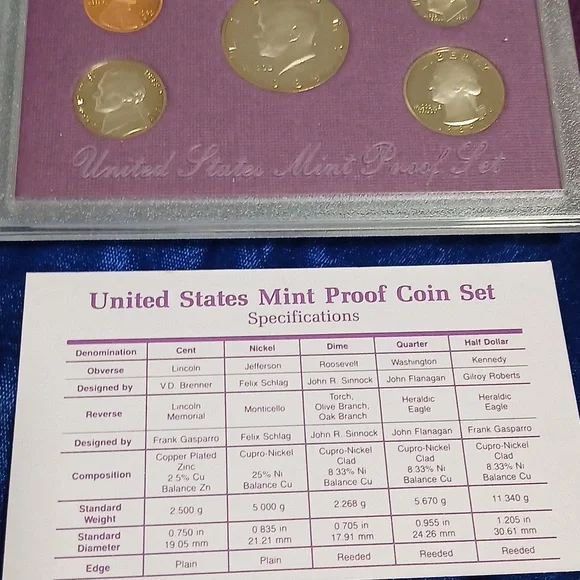 LIBERTY
United States Mint Proof Set
United States Mint Proof Coin Set
Specifications
Denomination Cent Nickel Dime Quarter Half Dollar
Obverse Lincoln Jefferson Roosevelt Washington Kennedy
Designed by V.D. Brenner Felix Schlag John R. Sinnock John Flanagan Gilroy Roberts
Reverse Lincoln Memorial Monticello Torch, Olive Branch, Oak Branch Heraldic Eagle Heraldic Eagle
Designed by Frank Gasparro Felix Schlag John R. Sinnock John Flanagan Frank Gasparro
Composition Copper Plated Zinc 2.5% Cu Balance Zn Cupro-Nickel 25% Ni Balance Cu Cupro-Nickel Clad 8.33% Ni Balance Cu Cupro-Nickel Clad 8.33% Ni Balance Cu Cupro-Nickel Clad 8.33% Ni Balance Cu
Standard Weight 2.500 g 5.000 g 2.268 g 5.670 g 11.340 g
Standard Diameter 0.750 in 19.05 mm 0.835 in 21.21 mm 0.705 in 17.91 mm 0.955 in 24.26 mm 1.205 in 30.61 mm
Edge Plain Plain Reeded Reeded Reeded